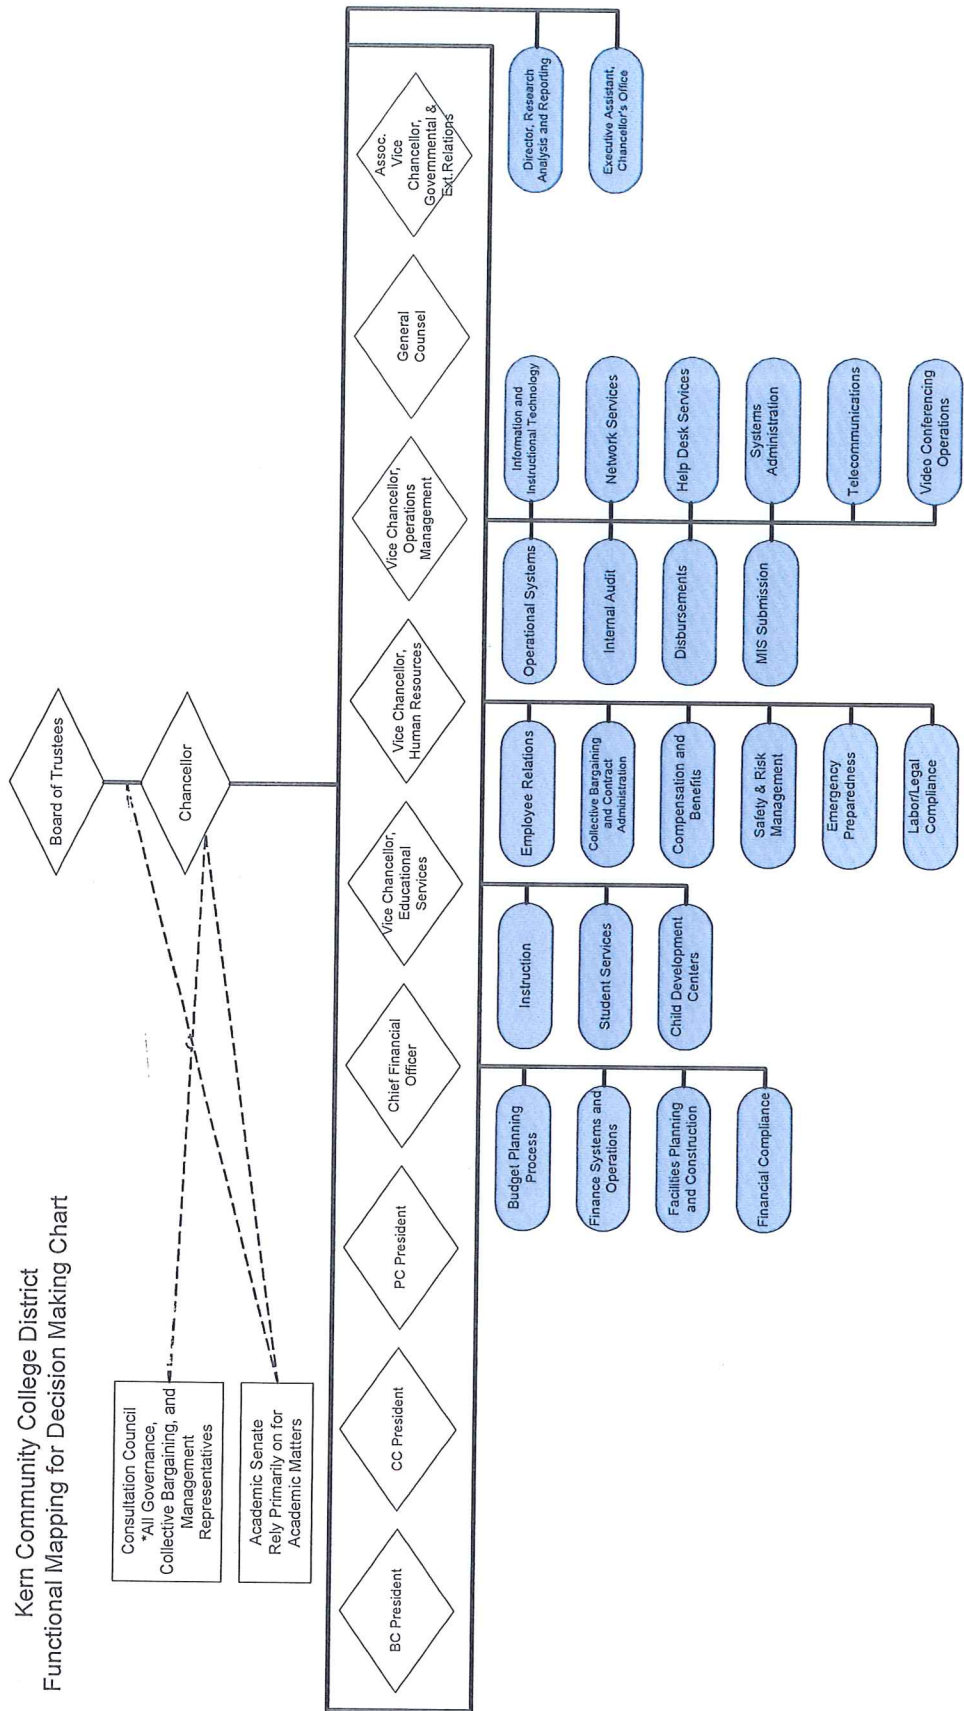 Kern Community College District
Functional Mapping for Decision Making Chart
Board of Trustees
Chancellor
Consultation Council
*All Governance,
Collective Bargaining, and
Management
Representatives
Academic Senate
Rely Primarily on for
Academic Matters
BC President
CC President
PC President
Chief Financial
Officer
Vice Chancellor,
Educational
Services
Vice Chancellor,
Human Resources
Vice Chancellor,
Operations
Management
General
Counsel
Assoc.
Vice
Chancellor,
Governmental &
Ext.Relations
Budget Planning
Process
Finance Systems and
Operations
Facilities Planning
and Construction
Financial Compliance
Instruction
Student Services
Child Development
Centers
Employee Relations
Collective Bargaining
and Contract
Administration
Compensation and
Benefits
Safety & Risk
Management
Emergency
Preparedness
Labor/Legal
Compliance
Operational Systems
Internal Audit
Disbursements
MIS Submission
Information and
Instructional Technology
Network Services
Help Desk Services
Systems
Administration
Telecommunications
Video Conferencing
Operations
Director, Research
Analysis and Reporting
Executive Assistant,
Chancellor's Office